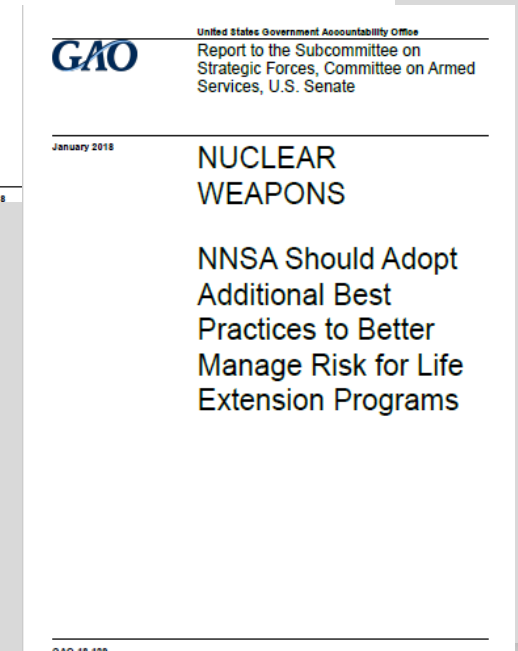 United States Government Accountability Office
GAO
Report to the Subcommittee on
Strategic Forces, Committee on Armed
Services, U.S. Senate
January 2018
NUCLEAR
WEAPONS
NNSA Should Adopt
Additional Best
Practices to Better
Manage Risk for Life
Extension Programs
8